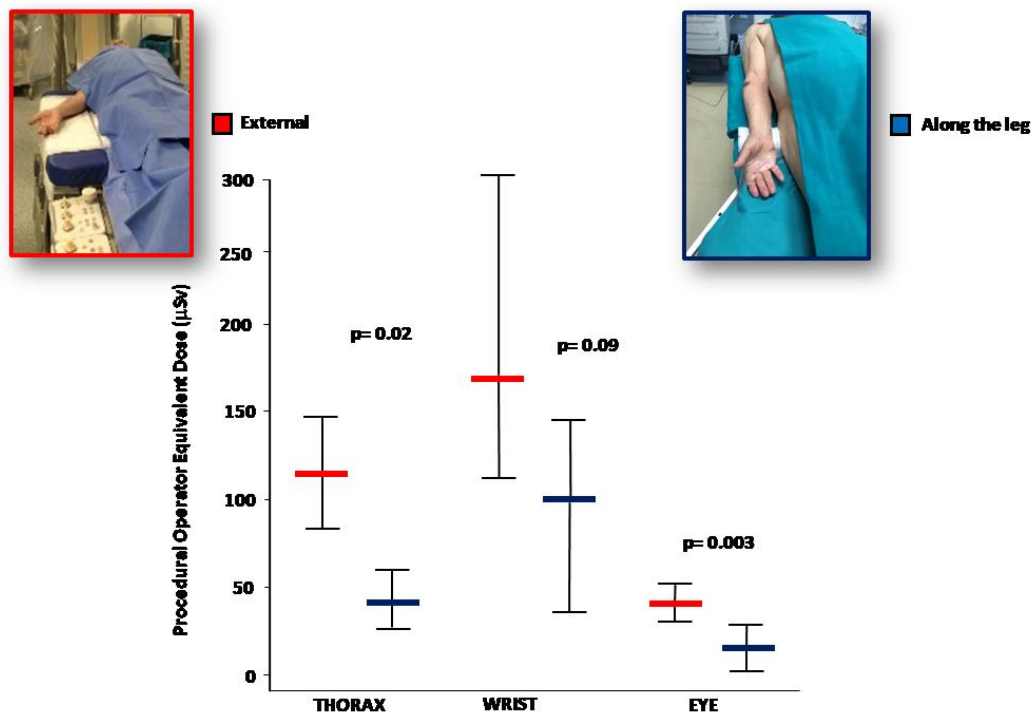 External
Along the leg
Procedural Operator Equivalent Dose (µSv)
300
250
200
150
100
50
0
p= 0.02
p= 0.09
p= 0.003
THORAX
WRIST
EYE